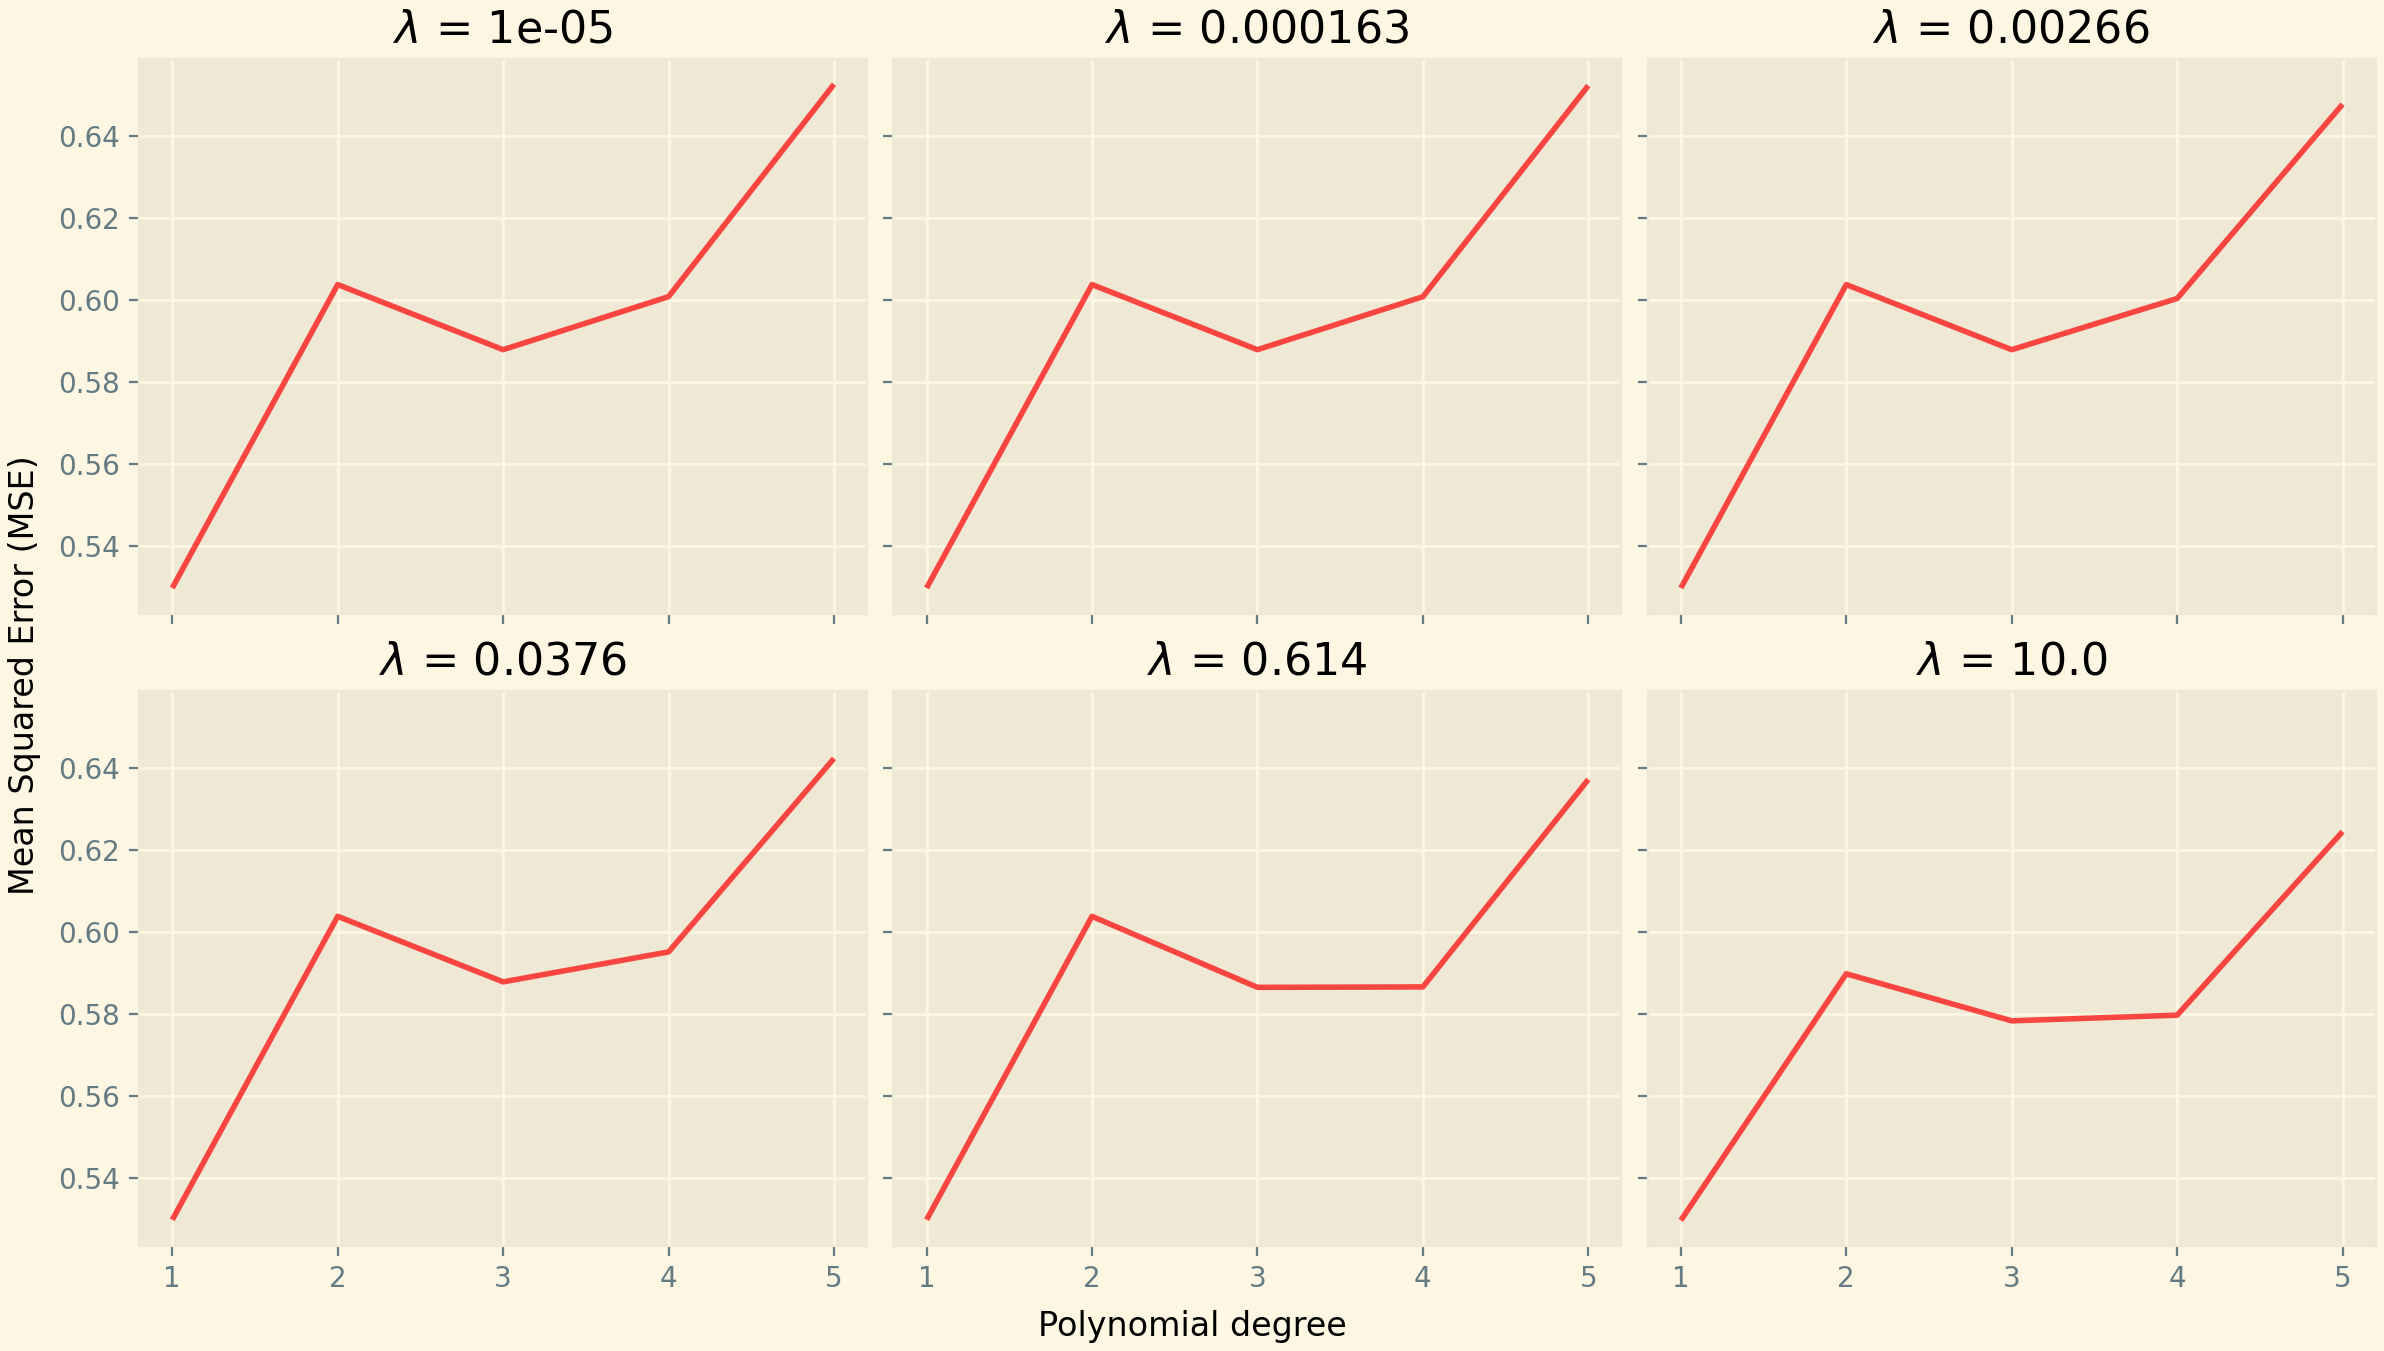 λ = 1e-05
λ = 0.000163
λ = 0.00266
0.64
0.62
0.60
0.58
0.56
0.54
λ = 0.0376
λ = 0.614
λ = 10.0
0.64
0.62
0.60
0.58
0.56
0.54
1 2 3 4 5
1 2 3 4 5
1 2 3 4 5
Mean Squared Error (MSE)
Polynomial degree